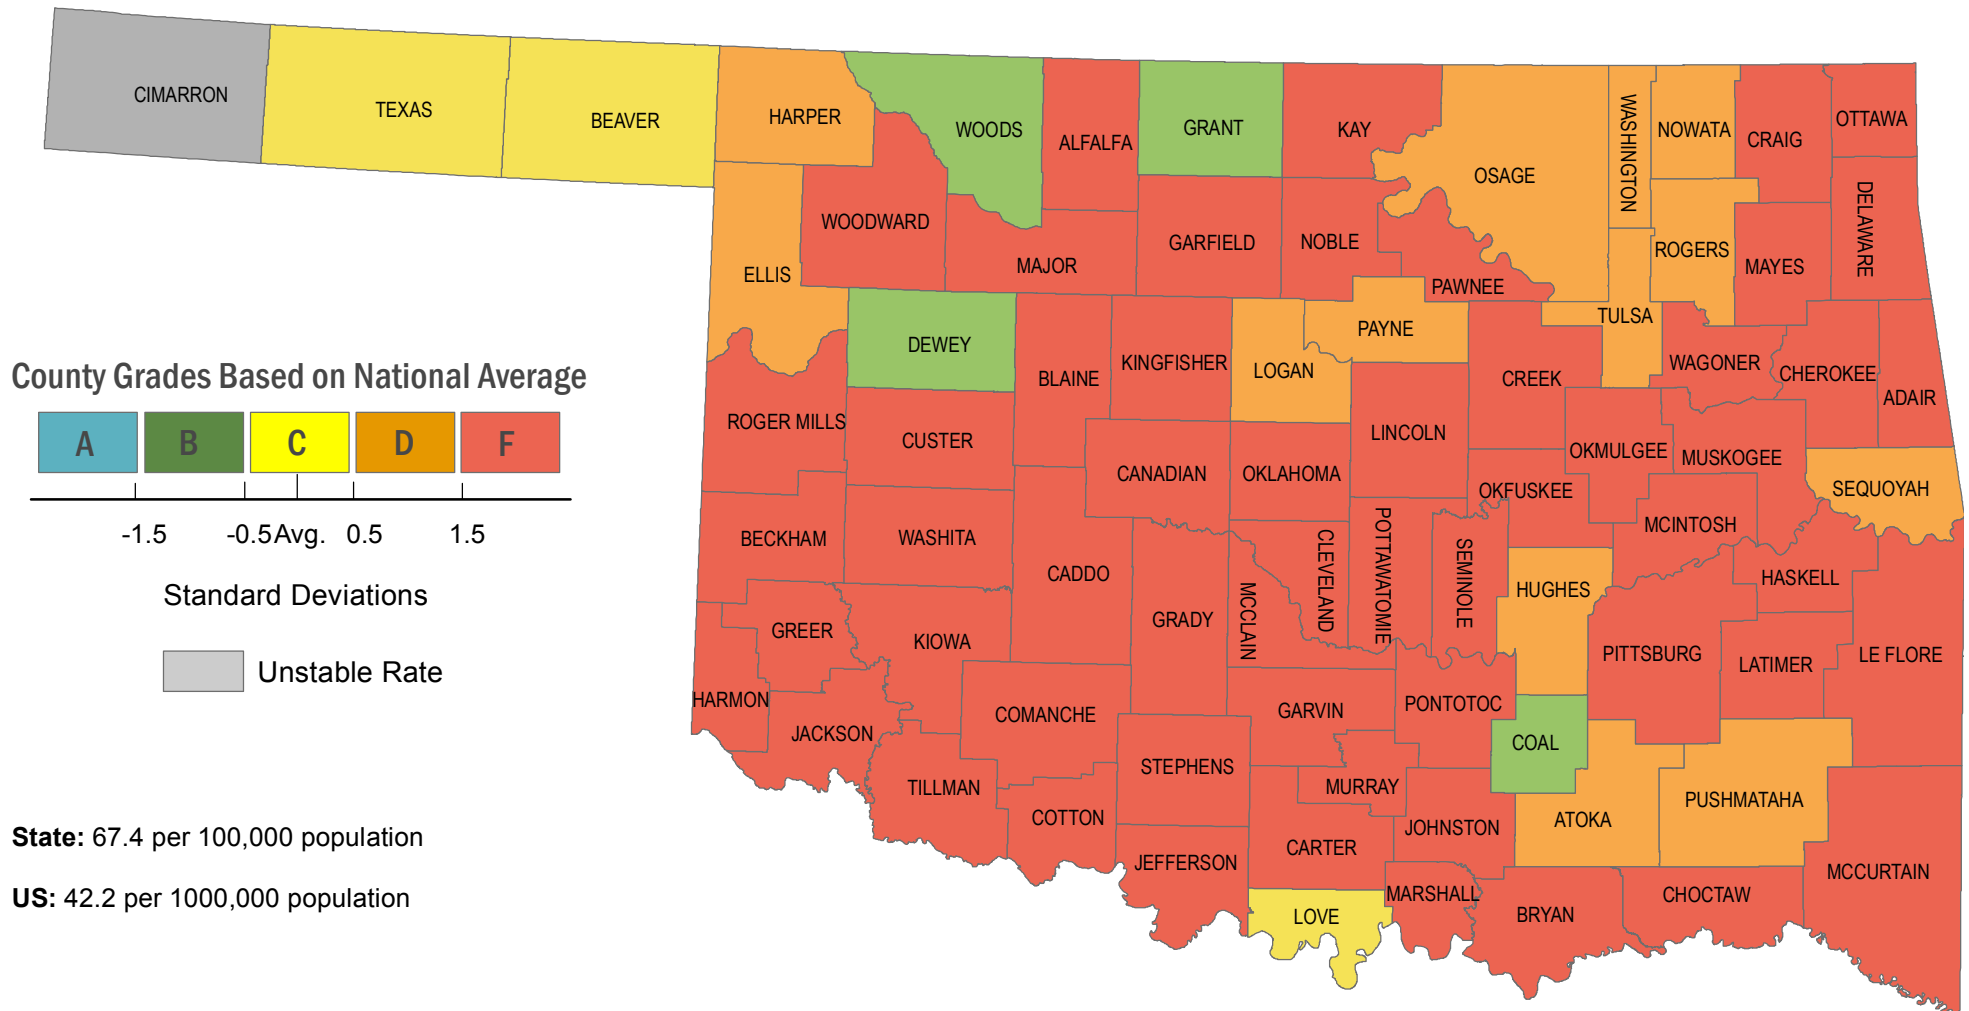 CIMARRON
TEXAS
BEAVER
HARPER
WOODS
ALFALFA
GRANT
KAY
OSAGE
WASHINGTON
NOWATA
CRAIG
OTTAWA
DELAWARE
WOODWARD
ELLIS
MAJOR
GARFIELD
NOBLE
PAWNEE
ROGERS
MAYES
TULSA
PAYNE
DEWEY
BLAINE
KINGFISHER
LOGAN
CREEK
WAGONER
CHEROKEE
ADAIR
County Grades Based on National Average
A B C D F
-1.5 -0.5 Avg. 0.5 1.5
Standard Deviations
Unstable Rate
ROGER MILLS
CUSTER
CANADIAN
OKLAHOMA
LINCOLN
OKMULGEE
MUSKOGEE
OKFUSKEE
SEQUOYAH
BECKHAM
WASHITA
CADDO
GRADY
MCCLAIN
CLEVELAND
POTTAWATOMIE
SEMINOLE
HUGHES
MCINTOSH
HASKELL
GREER
KIOWA
PITTSBURG
LATIMER
LE FLORE
HARMON
JACKSON
COMANCHE
GARVIN
PONTOTOC
COAL
TILLMAN
COTTON
STEPHENS
MURRAY
JOHNSTON
ATOKA
PUSHMATAHA
JEFFERSON
CARTER
LOVE
MARSHALL
BRYAN
CHOCTAW
MCCURTAIN
State: 67.4 per 100,000 population
US: 42.2 per 1000,000 population